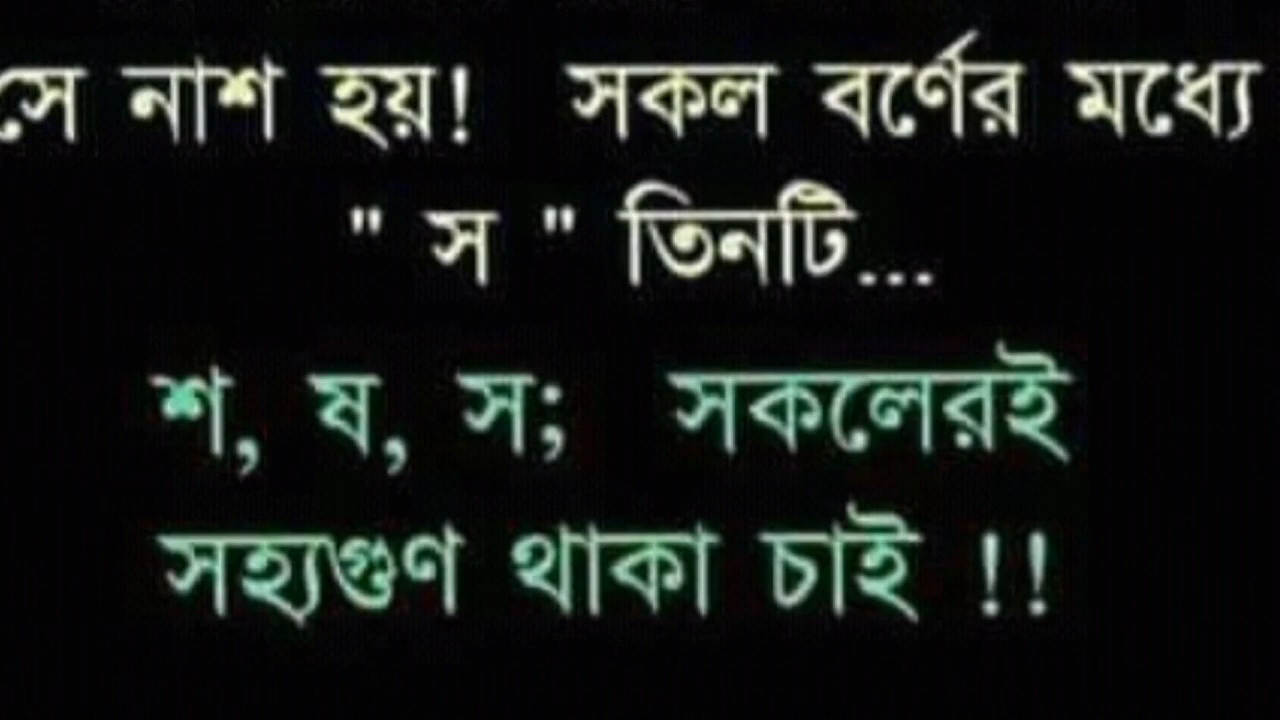 সে নাশ হয়! সকল বর্ণের মধ্যে
" স " তিনটি...
শ, ষ, স; সকলেরই
সহ্যগুণ থাকা চাই !!